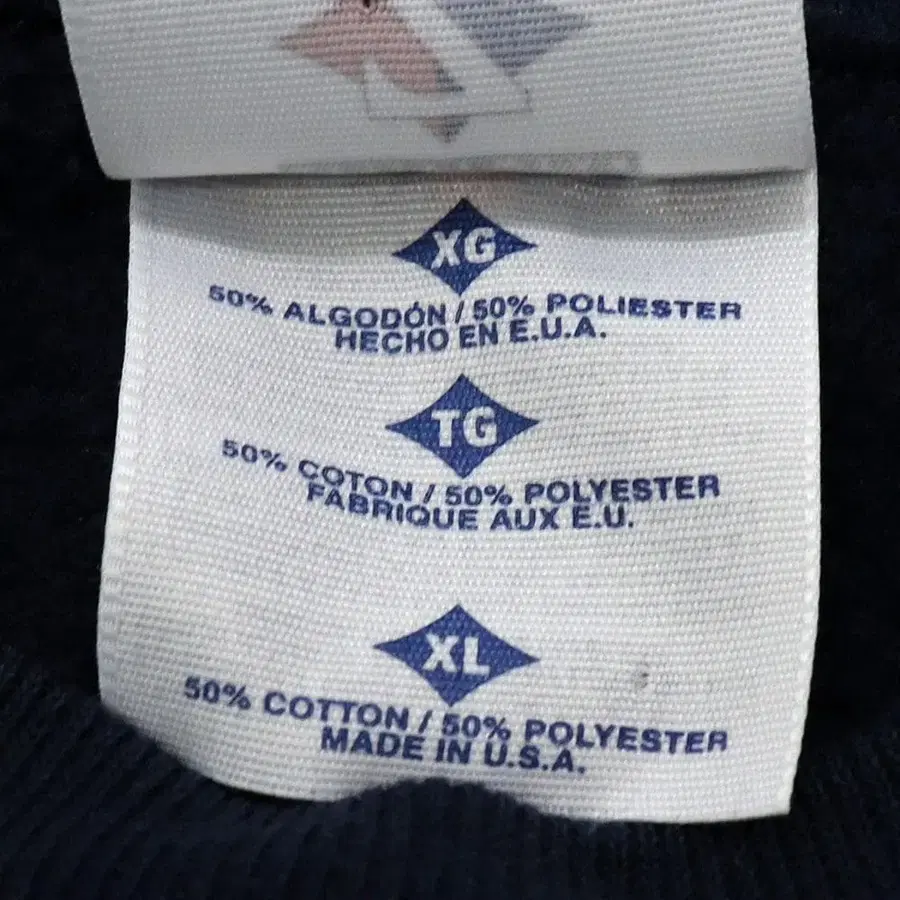 XG
50% ALGODÓN / 50% POLIESTER
HECHO EN E.U.A.
TG
50% COTON / 50% POLYESTER
FABRIQUE AUX E.U.
XL
50% COTTON / 50% POLYESTER
MADE IN U.S.A.